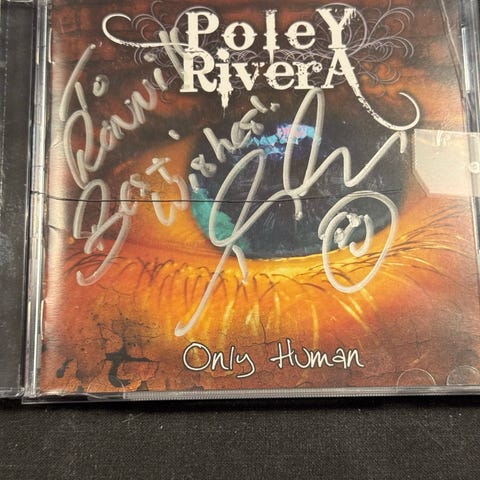 PoleY
RiverA
To
Ronnie
Best
Wishes!
Only Human